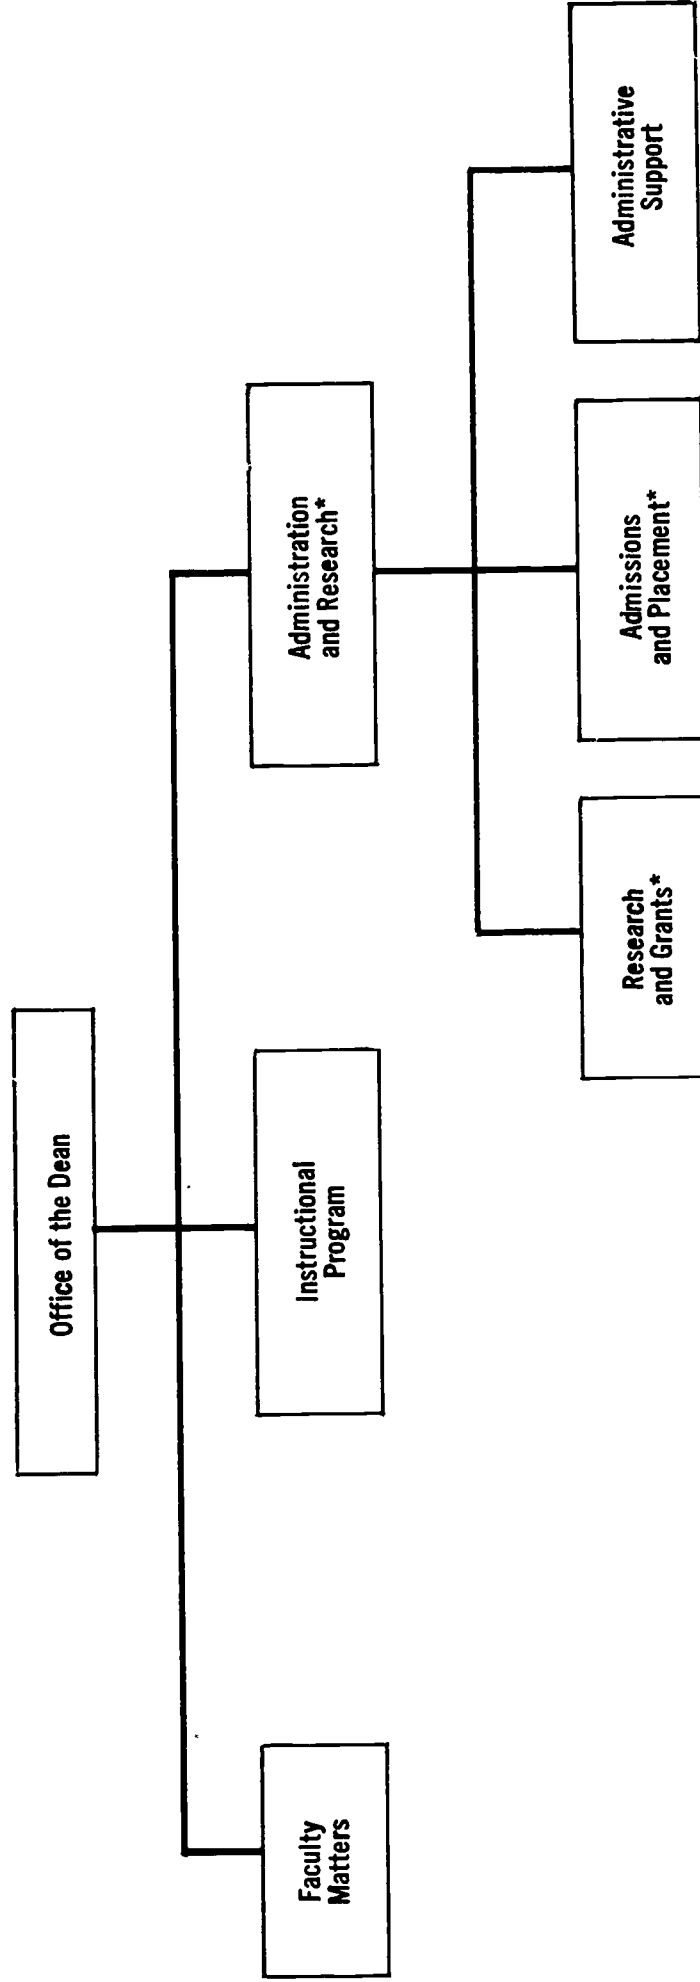 Office of the Dean
Faculty
Matters
Instructional
Program
Administration
and Research*
Research
and Grants*
Admissions
and Placement*
Administrative
Support